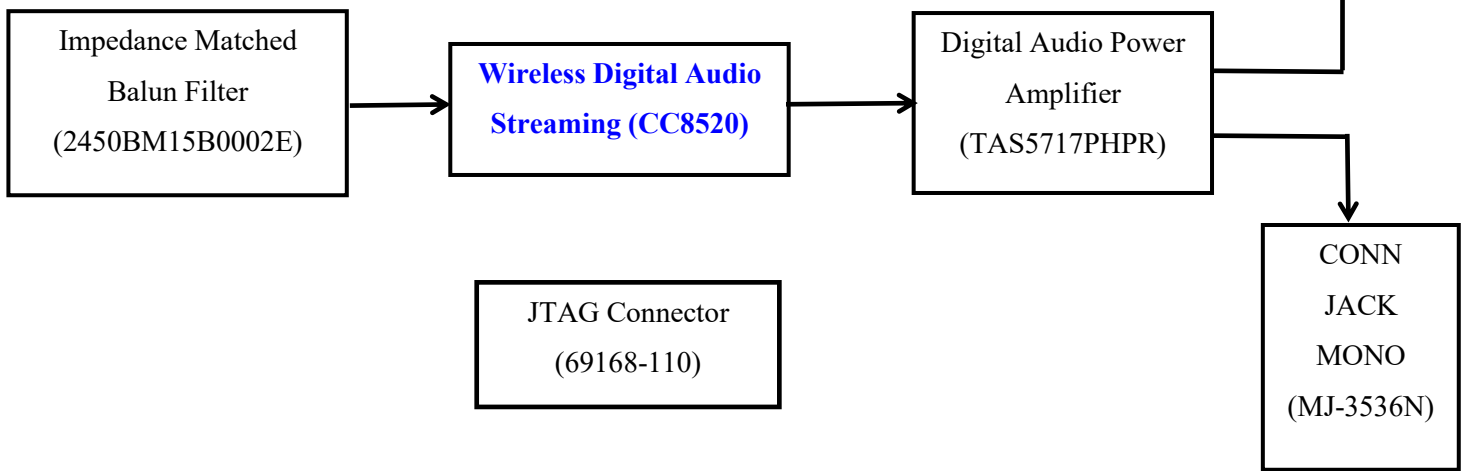 Impedance Matched
Balun Filter
(2450BM15B0002E)
Wireless Digital Audio
Streaming (CC8520)
Digital Audio Power
Amplifier
(TAS5717PHPR)
JTAG Connector
(69168-110)
CONN
JACK
MONO
(MJ-3536N)